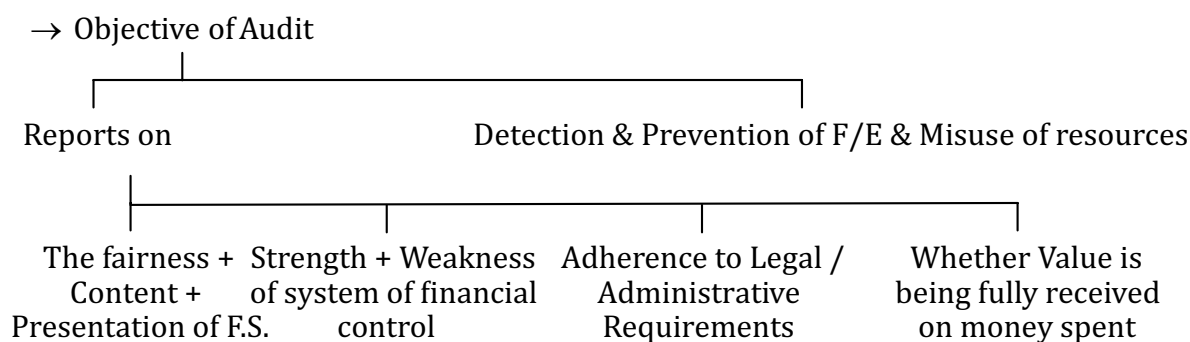 → Objective of Audit
Reports on
Detection & Prevention of F/E & Misuse of resources
The fairness +
Content +
Presentation of F.S.
Strength + Weakness
of system of financial
control
Adherence to Legal /
Administrative
Requirements
Whether Value is
being fully received
on money spent